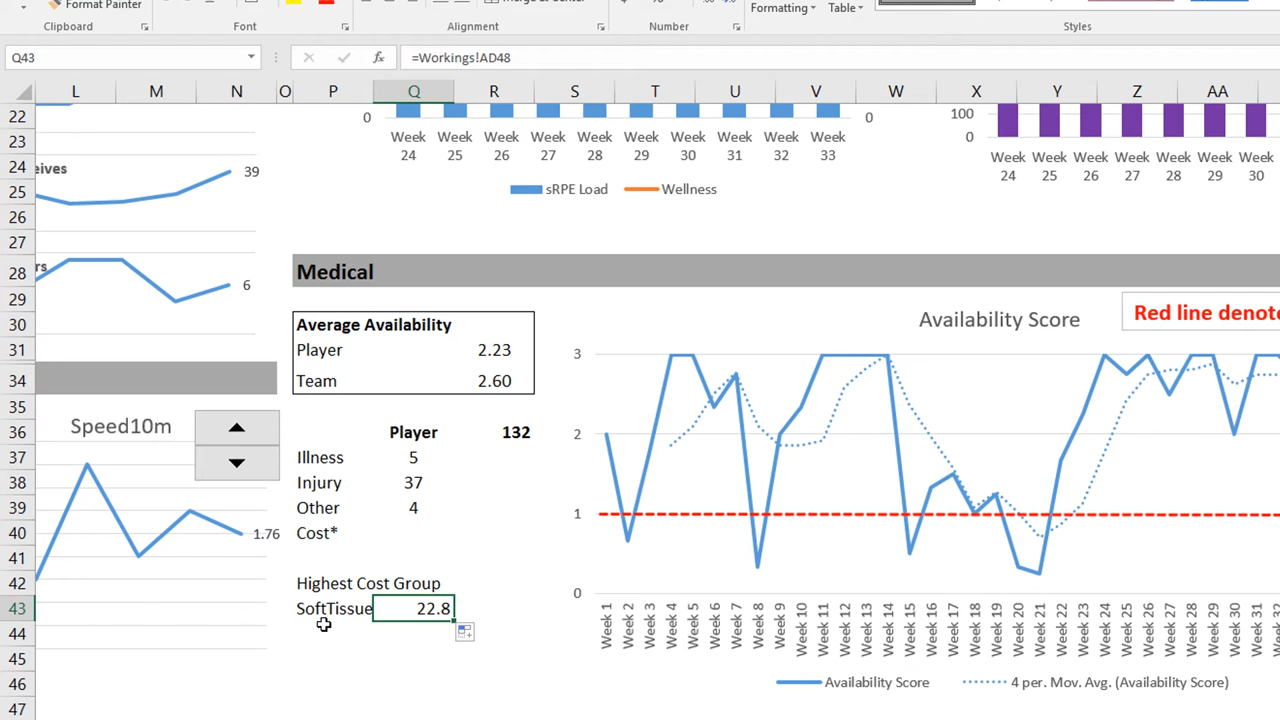 Format Painter
Clipboard
Font
Alignment
Number
Formatting
Table
Styles
Q43
fx
=Workings!AD48
L M N O P Q R S T U V W X Y Z AA
22
23
24
25
26
27
28
29
30
31
34
35
36
37
38
39
40
41
42
43
44
45
46
47
eives
39
rs
6
Speed10m
1.76
0 0
Week 24 Week 25 Week 26 Week 27 Week 28 Week 29 Week 30 Week 31 Week 32 Week 33
sRPE Load Wellness
100
0
Week 24 Week 25 Week 26 Week 27 Week 28 Week 29 Week 30
Medical
Average Availability
Player 2.23
Team 2.60
Player 132
Illness 5
Injury 37
Other 4
Cost*
Highest Cost Group
SoftTissue 22.8
Availability Score
Red line denote
3
2
1
0
Week 1 Week 2 Week 3 Week 4 Week 5 Week 6 Week 7 Week 8 Week 9 Week 10 Week 11 Week 12 Week 13 Week 14 Week 15 Week 16 Week 17 Week 18 Week 19 Week 20 Week 21 Week 22 Week 23 Week 24 Week 25 Week 26 Week 27 Week 28 Week 29 Week 30 Week 31
Availability Score 4 per. Mov. Avg. (Availability Score)